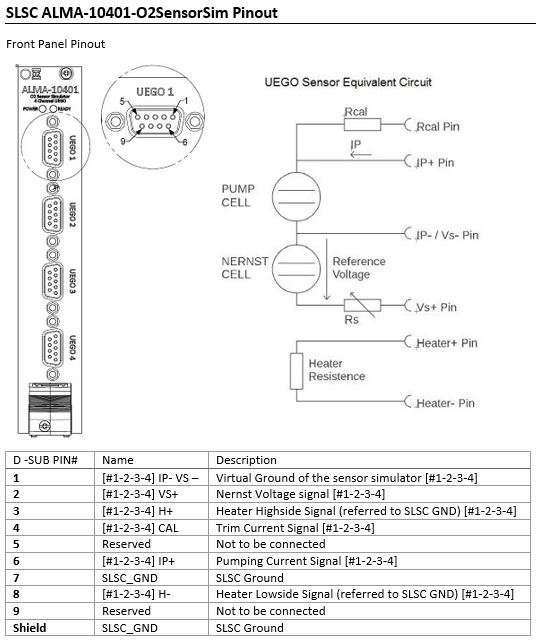 SLSC ALMA-10401-O2SensorSim Pinout
Front Panel Pinout
ALMA-10401
O2 Sensor Simulator
4 Channel UEGO
POWER READY
UEGO 1
UEGO 2
UEGO 3
UEGO 4
UEGO 1
5 1
9 6
UEGO Sensor Equivalent Circuit
Rcal
Rcal Pin
IP
IP+ Pin
PUMP
CELL
IP- / Vs- Pin
NERNST
CELL
Reference
Voltage
Vs+ Pin
Rs
Heater+ Pin
Heater
Resistence
Heater- Pin
D -SUB PIN# Name Description
1 [#1-2-3-4] IP- VS – Virtual Ground of the sensor simulator [#1-2-3-4]
2 [#1-2-3-4] VS+ Nernst Voltage signal [#1-2-3-4]
3 [#1-2-3-4] H+ Heater Highside Signal (referred to SLSC GND) [#1-2-3-4]
4 [#1-2-3-4] CAL Trim Current Signal [#1-2-3-4]
5 Reserved Not to be connected
6 [#1-2-3-4] IP+ Pumping Current Signal [#1-2-3-4]
7 SLSC_GND SLSC Ground
8 [#1-2-3-4] H- Heater Lowside Signal (referred to SLSC GND) [#1-2-3-4]
9 Reserved Not to be connected
Shield SLSC_GND SLSC Ground